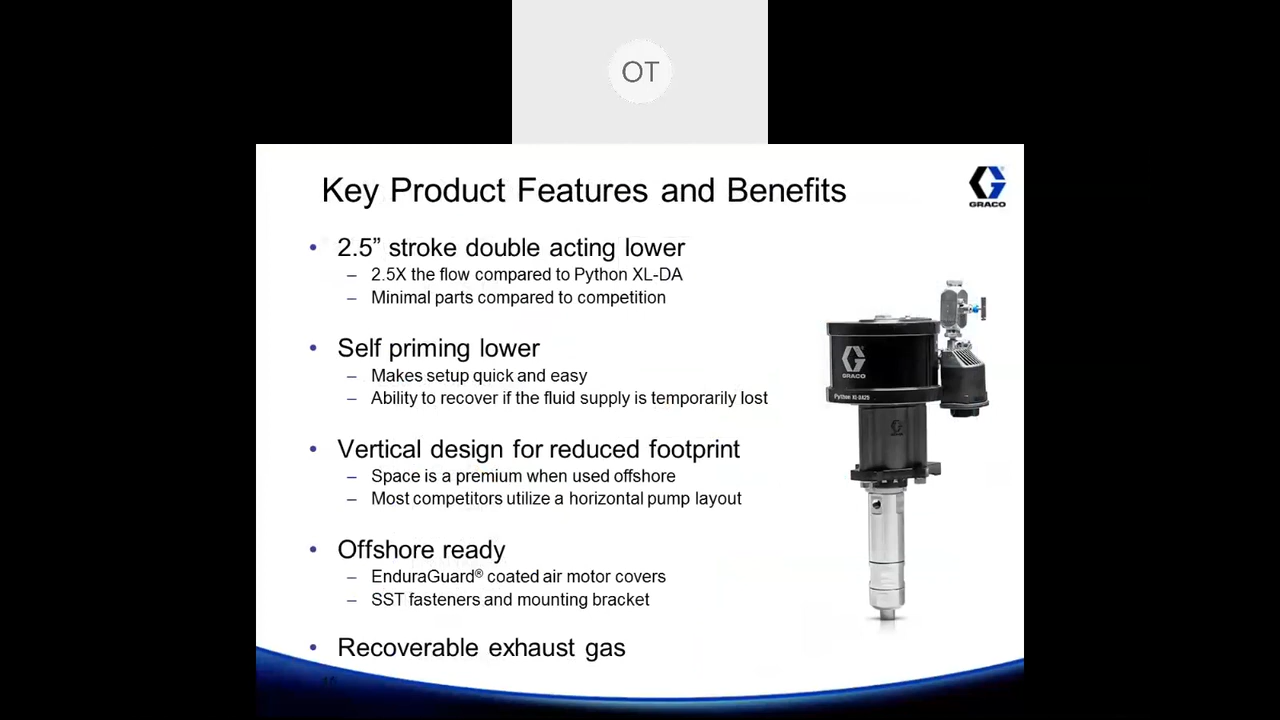 OT
Key Product Features and Benefits
GRACO
• 2.5” stroke double acting lower
– 2.5X the flow compared to Python XL-DA
– Minimal parts compared to competition
• Self priming lower
– Makes setup quick and easy
– Ability to recover if the fluid supply is temporarily lost
• Vertical design for reduced footprint
– Space is a premium when used offshore
– Most competitors utilize a horizontal pump layout
• Offshore ready
– EnduraGuard® coated air motor covers
– SST fasteners and mounting bracket
• Recoverable exhaust gas
GRACO